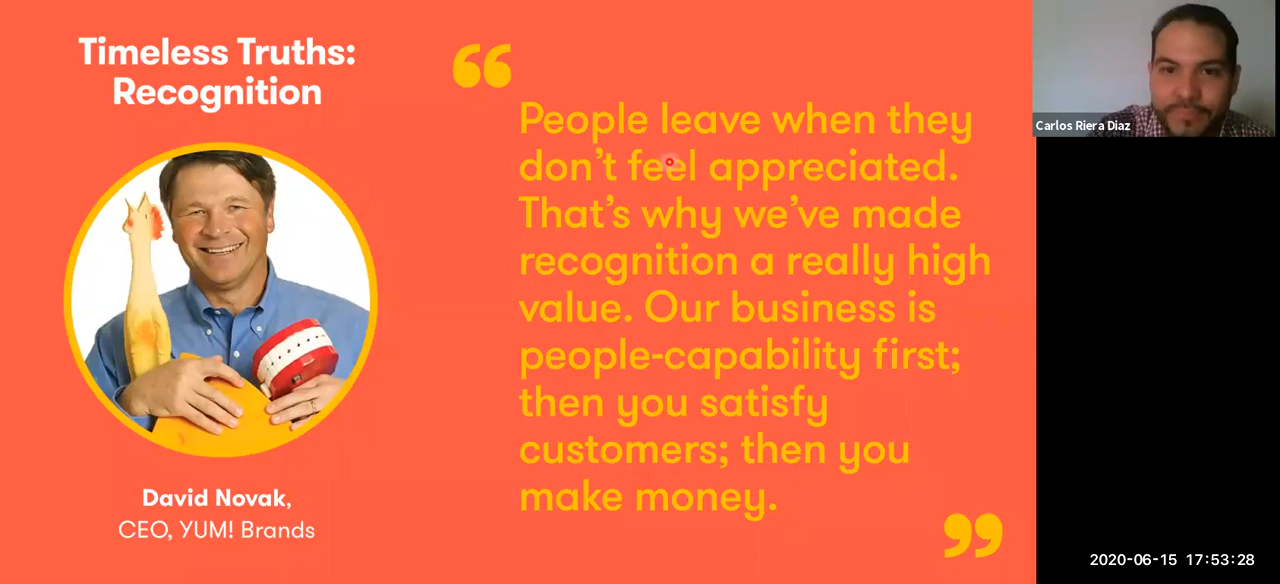 Timeless Truths:
Recognition
“
People leave when they
don’t feel appreciated.
That’s why we’ve made
recognition a really high
value. Our business is
people-capability first;
then you satisfy
customers; then you
make money.
”
David Novak,
CEO, YUM! Brands
Carlos Riera Diaz
2020-06-15 17:53:28